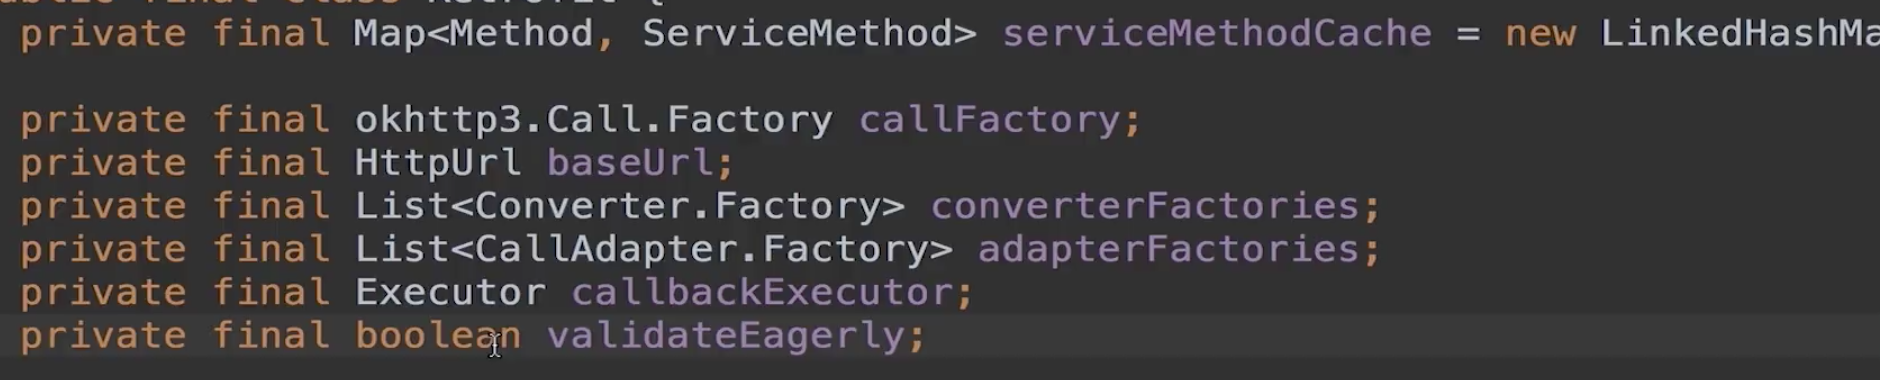 private final Map<Method, ServiceMethod> serviceMethodCache = new LinkedHashMa
private final okhttp3.Call.Factory callFactory;
private final HttpUrl baseUrl;
private final List<Converter.Factory> converterFactories;
private final List<CallAdapter.Factory> adapterFactories;
private final Executor callbackExecutor;
private final boolean validateEagerly;